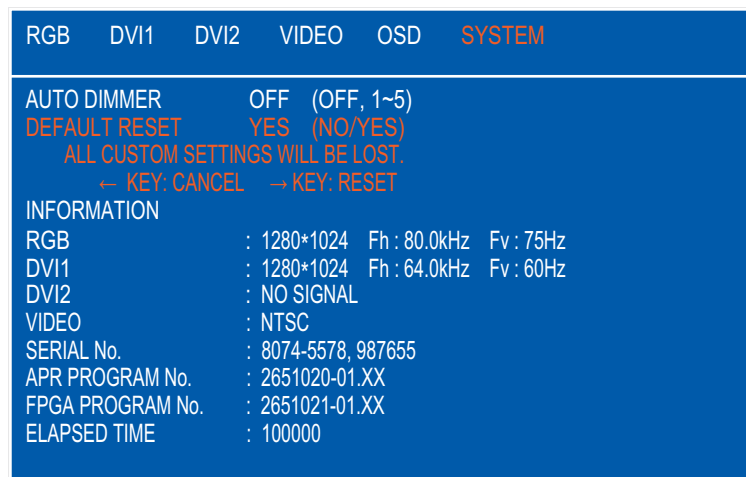 RGB DVI1 DVI2 VIDEO OSD SYSTEM
AUTO DIMMER OFF (OFF, 1~5)
DEFAULT RESET YES (NO/YES)
ALL CUSTOM SETTINGS WILL BE LOST.
← KEY: CANCEL → KEY: RESET
INFORMATION
RGB : 1280*1024 Fh : 80.0kHz Fv : 75Hz
DVI1 : 1280*1024 Fh : 64.0kHz Fv : 60Hz
DVI2 : NO SIGNAL
VIDEO : NTSC
SERIAL No. : 8074-5578, 987655
APR PROGRAM No. : 2651020-01.XX
FPGA PROGRAM No. : 2651021-01.XX
ELAPSED TIME : 100000